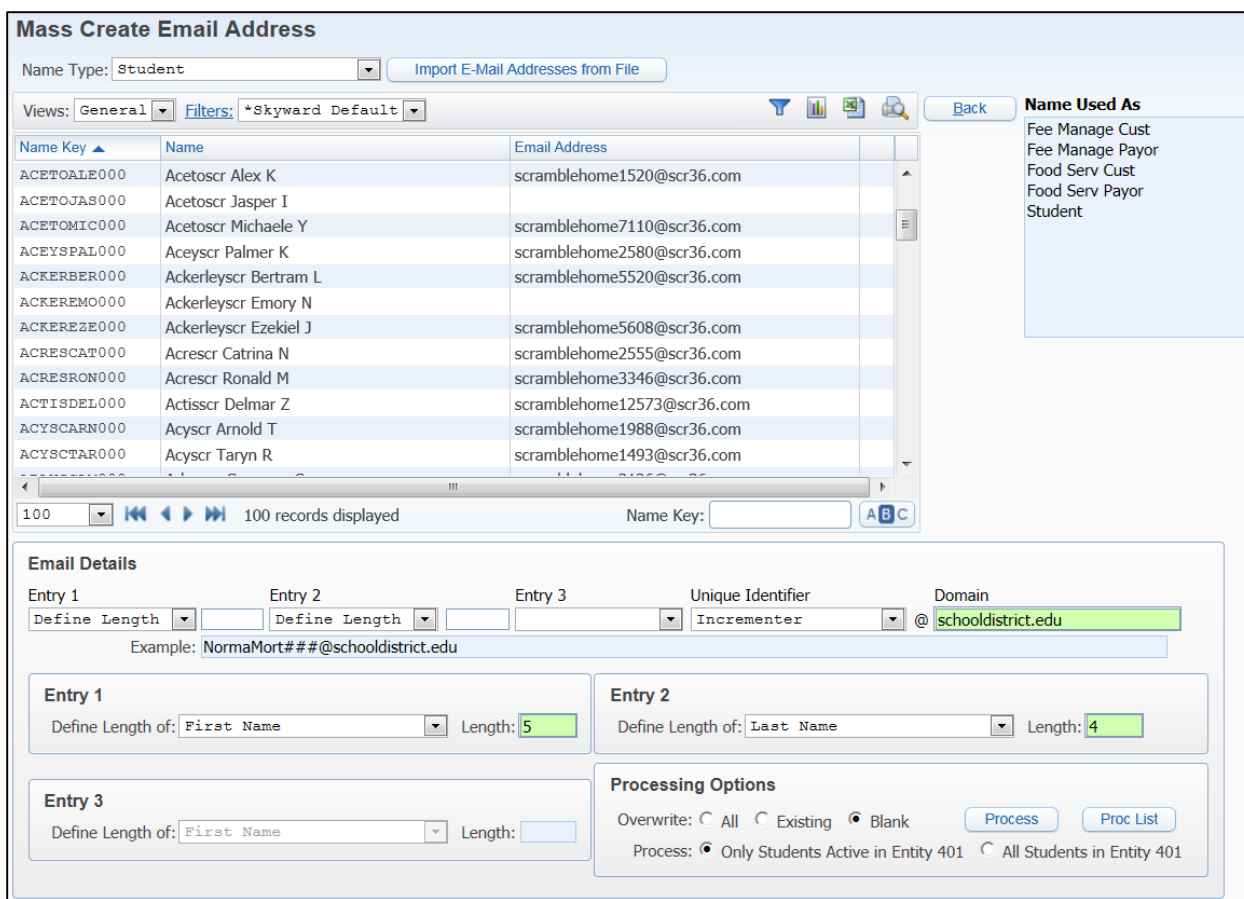 Mass Create Email Address
Name Type: Student Import E-Mail Addresses from File
Views: General Filters: *Skyward Default Back Name Used As
Fee Manage Cust
Fee Manage Payor
Food Serv Cust
Food Serv Payor
Student
Name Key Name Email Address
ACETOALE000 Acetoscr Alex K scramblehome1520@scr36.com
ACETOJAS000 Acetoscr Jasper I
ACETOMIC000 Acetoscr Michaele Y scramblehome7110@scr36.com
ACEYSPAL000 Aceyscr Palmer K scramblehome2580@scr36.com
ACKERBER000 Ackerleyscr Bertram L scramblehome5520@scr36.com
ACKEREMO000 Ackerleyscr Emory N
ACKEREZE000 Ackerleyscr Ezekiel J scramblehome5608@scr36.com
ACRESCAT000 Acrescr Catrina N scramblehome2555@scr36.com
ACRESRON000 Acrescr Ronald M scramblehome3346@scr36.com
ACTISDEL000 Actisscr Delmar Z scramblehome12573@scr36.com
ACYSCARN000 Acyscr Arnold T scramblehome1988@scr36.com
ACYSCTAR000 Acyscr Taryn R scramblehome1493@scr36.com
100 100 records displayed Name Key: ABC
Email Details
Entry 1 Entry 2 Entry 3 Unique Identifier Domain
Define Length Define Length Incrementer @ schooldistrict.edu
Example: NormaMort###@schooldistrict.edu
Entry 1
Define Length of: First Name Length: 5
Entry 2
Define Length of: Last Name Length: 4
Entry 3
Define Length of: First Name Length:
Processing Options
Overwrite: All Existing Blank Process Proc List
Process: Only Students Active in Entity 401 All Students in Entity 401